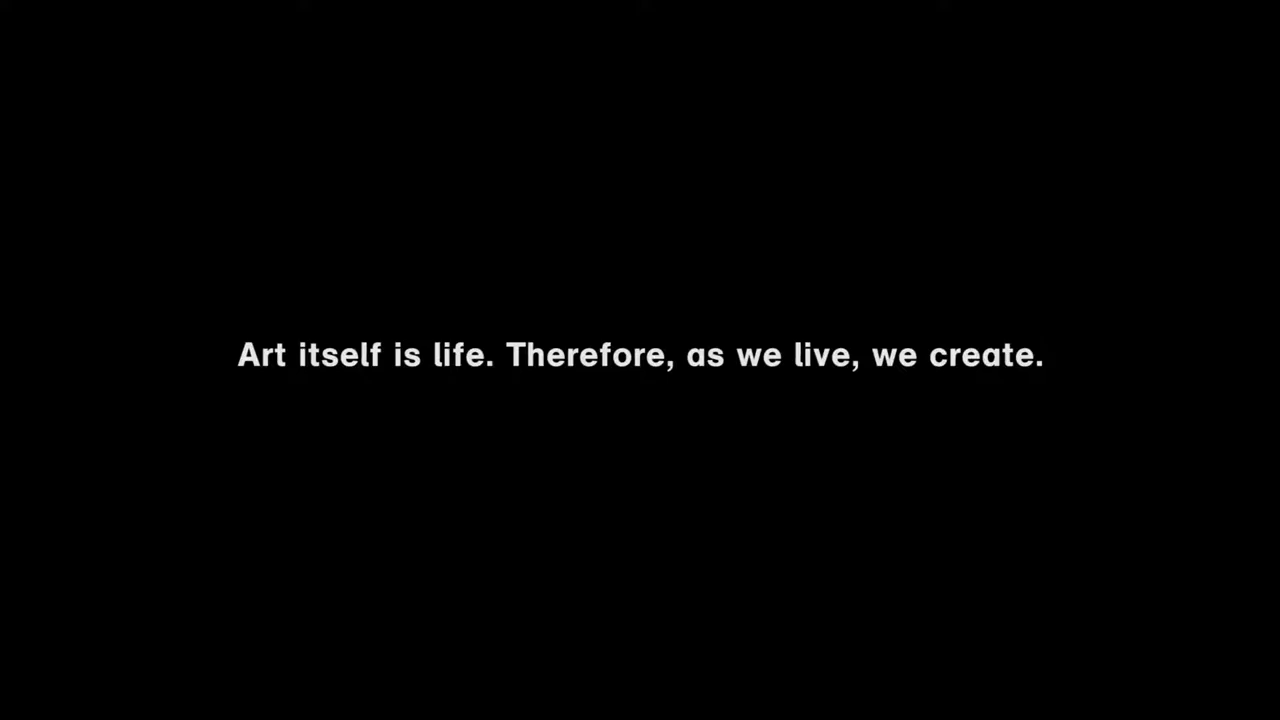 Art itself is life. Therefore, as we live, we create.